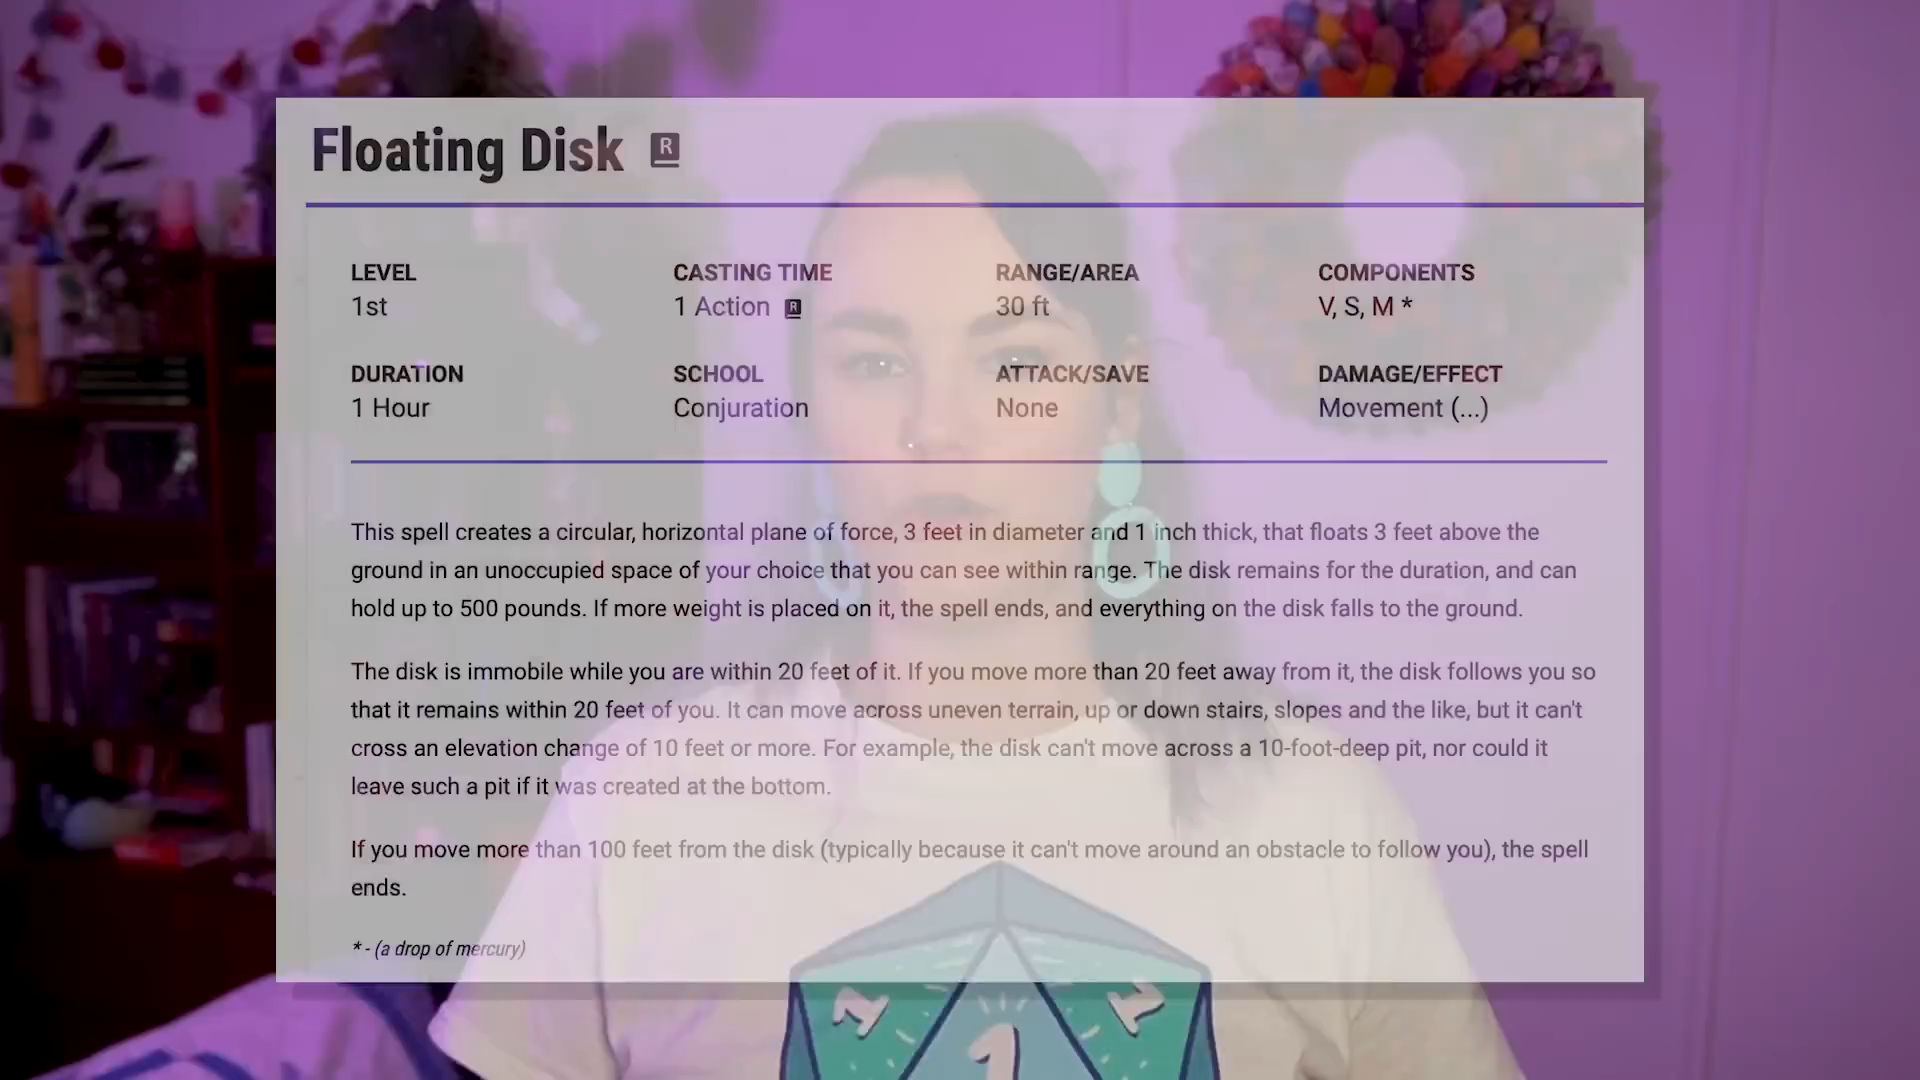 Floating Disk R
LEVEL
1st
CASTING TIME
1 Action R
RANGE/AREA
30 ft
COMPONENTS
V, S, M *
DURATION
1 Hour
SCHOOL
Conjuration
ATTACK/SAVE
None
DAMAGE/EFFECT
Movement (...)
This spell creates a circular, horizontal plane of force, 3 feet in diameter and 1 inch thick, that floats 3 feet above the
ground in an unoccupied space of your choice that you can see within range. The disk remains for the duration, and can
hold up to 500 pounds. If more weight is placed on it, the spell ends, and everything on the disk falls to the ground.
The disk is immobile while you are within 20 feet of it. If you move more than 20 feet away from it, the disk follows you so
that it remains within 20 feet of you. It can move across uneven terrain, up or down stairs, slopes and the like, but it can't
cross an elevation change of 10 feet or more. For example, the disk can't move across a 10-foot-deep pit, nor could it
leave such a pit if it was created at the bottom.
If you move more than 100 feet from the disk (typically because it can't move around an obstacle to follow you), the spell
ends.
* - (a drop of mercury)
1 1
1